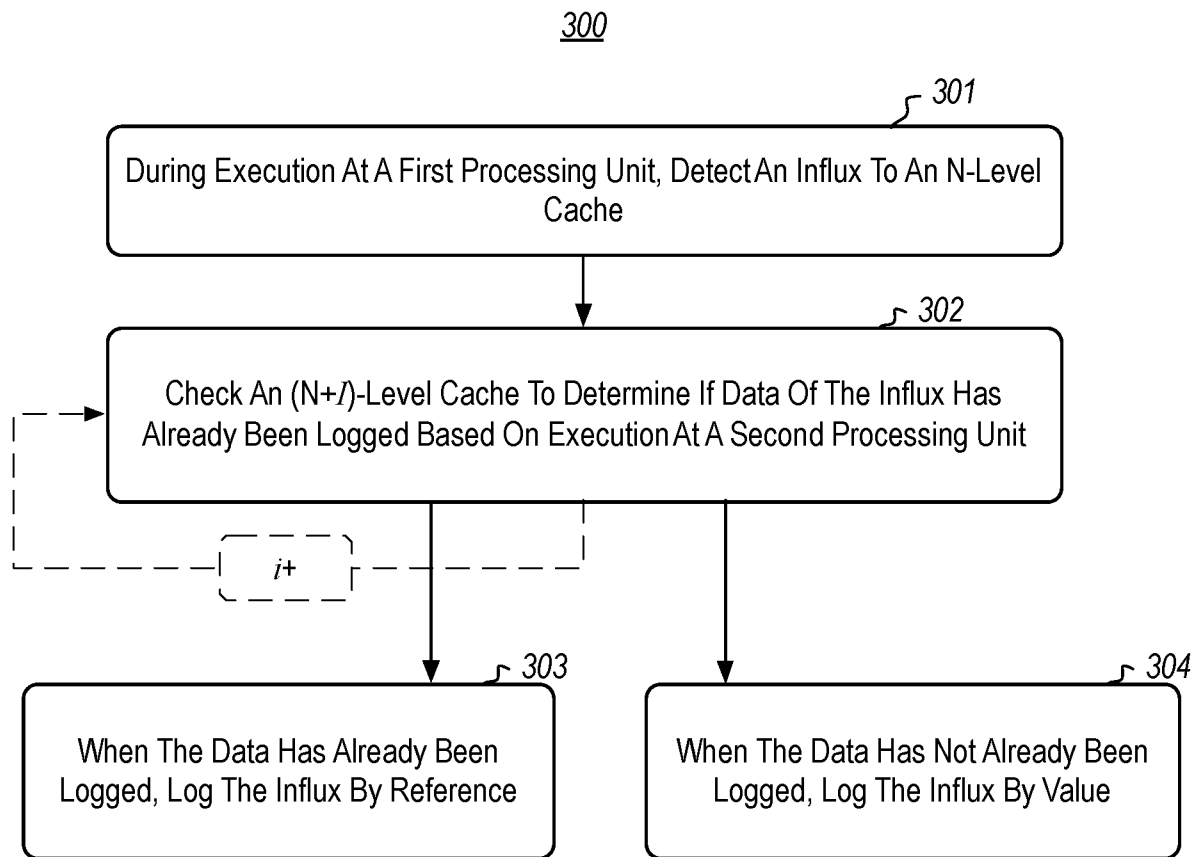 300
301
During Execution At A First Processing Unit, Detect An Influx To An N-Level
Cache
302
Check An (N+I)-Level Cache To Determine If Data Of The Influx Has
Already Been Logged Based On Execution At A Second Processing Unit
i+
303
When The Data Has Already Been
Logged, Log The Influx By Reference
304
When The Data Has Not Already Been
Logged, Log The Influx By Value